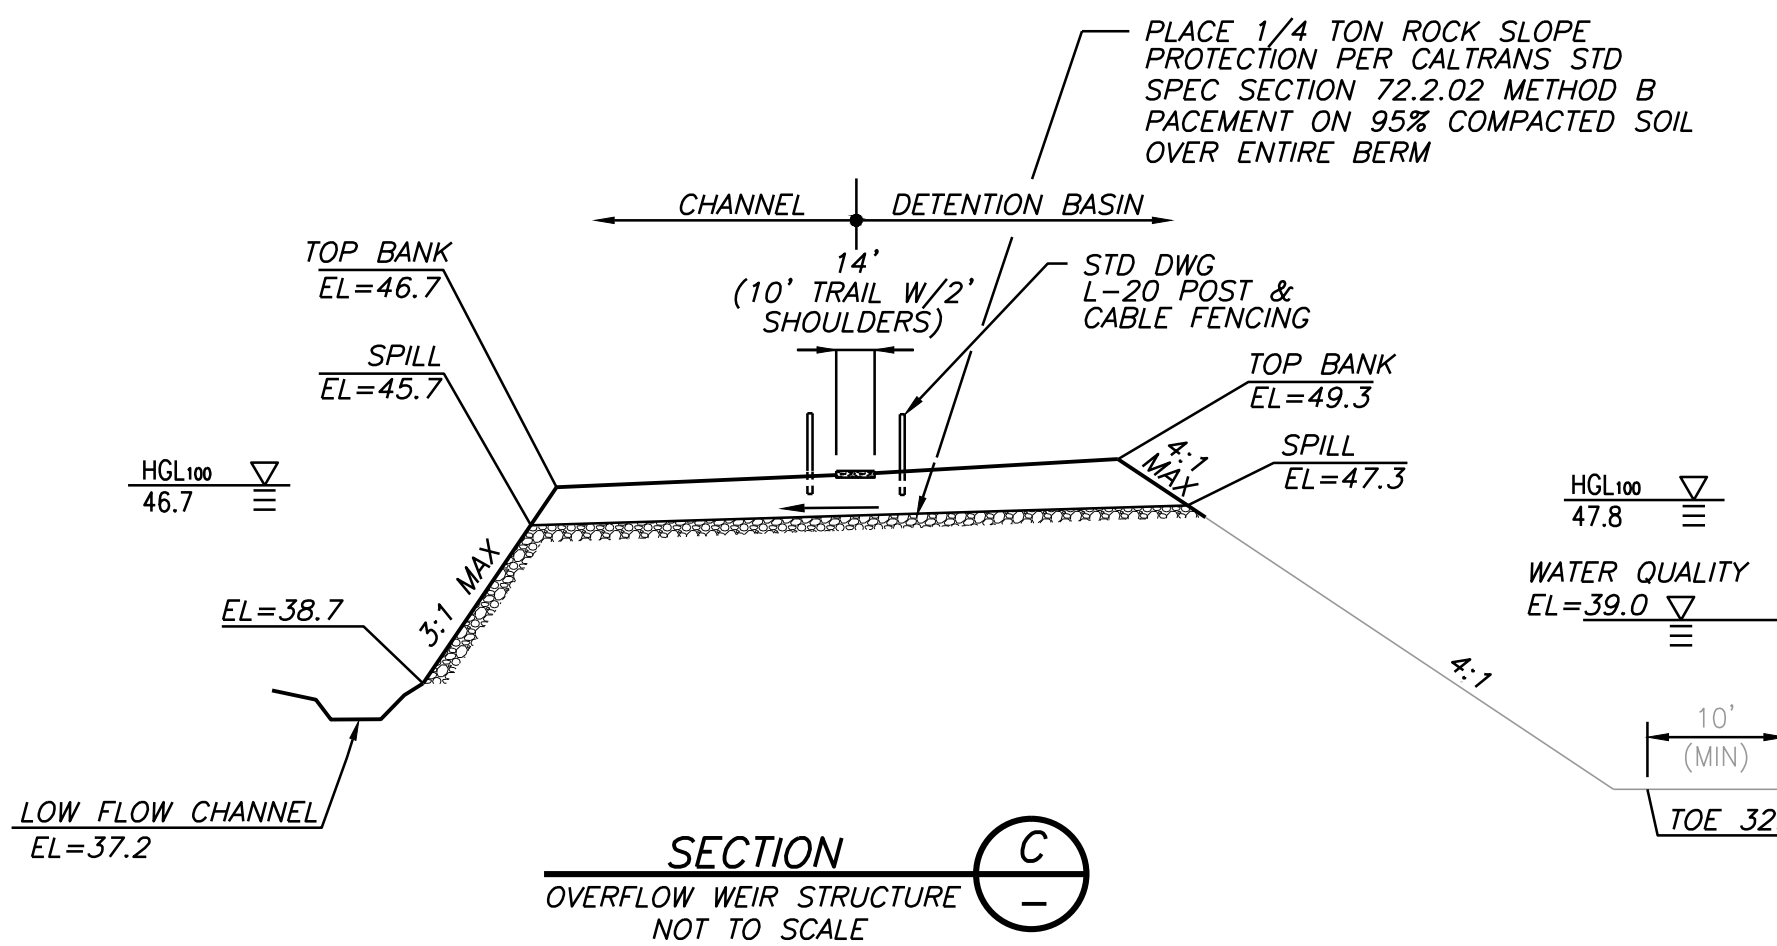 PLACE 1/4 TON ROCK SLOPE
PROTECTION PER CALTRANS STD
SPEC SECTION 72.2.02 METHOD B
PACEMENT ON 95% COMPACTED SOIL
OVER ENTIRE BERM
CHANNEL
DETENTION BASIN
TOP BANK
EL=46.7
14'
(10' TRAIL W/2'
SHOULDERS)
STD DWG
L-20 POST &
CABLE FENCING
SPILL
EL=45.7
TOP BANK
EL=49.3
4:1
MAX
SPILL
EL=47.3
HGL100
46.7
HGL100
47.8
3:1 MAX
WATER QUALITY
EL=39.0
EL=38.7
4:1
10'
(MIN)
LOW FLOW CHANNEL
EL=37.2
TOE 32
SECTION
C
OVERFLOW WEIR STRUCTURE
–
NOT TO SCALE